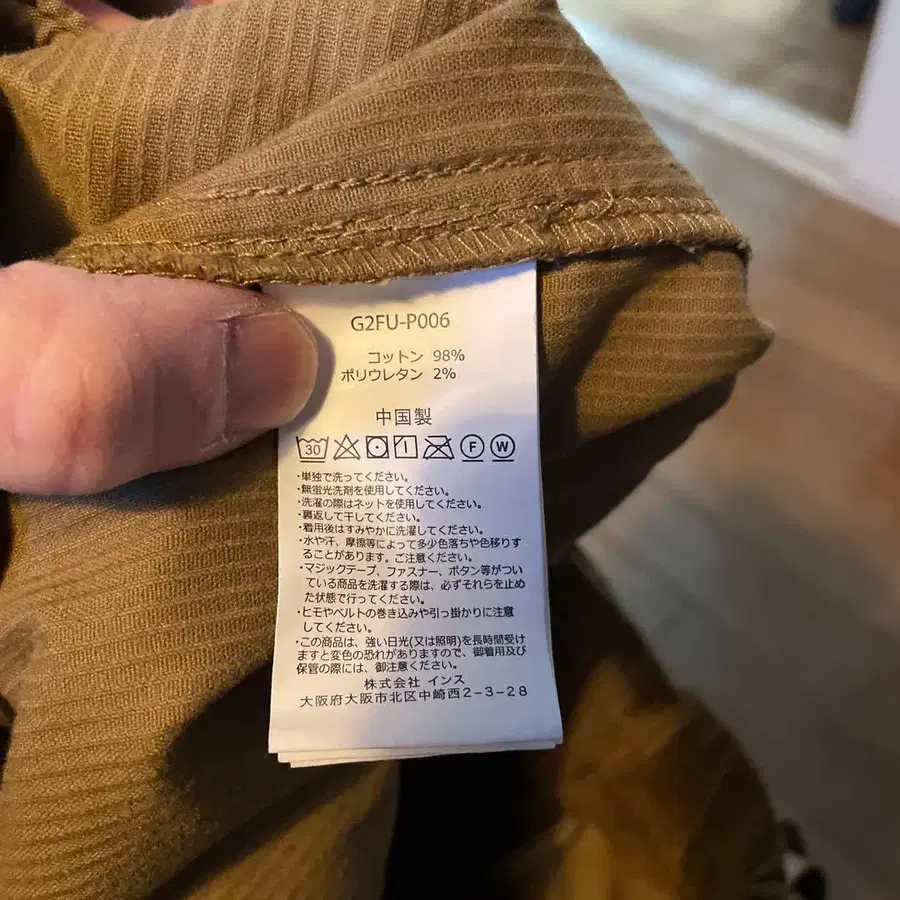 G2FU-P006
コットン 98%
ポリウレタン 2%
中国製
30 F W
・単独で洗ってください。
・無蛍光洗剤を使用してください。
・洗濯の際はネットを使用してください。
・裏返して干してください。
・着用後はすみやかに洗濯してください。
・水や汗、摩擦等によって多少色落ちや色移りす
ることがあります。ご注意ください。
・マジックテープ、ファスナー、ボタン等がつい
ている商品を洗濯する際は、必ずそれらを止め
た状態で行ってください。
・ヒモやベルトの巻き込みや引っ掛かりに注意
してください。
・この商品は、強い日光(又は照明)を長時間受け
ますと変色の恐れがありますので、御着用及び
保管の際には、御注意ください。
株式会社 インス
大阪府大阪市北区中崎西2-3-28